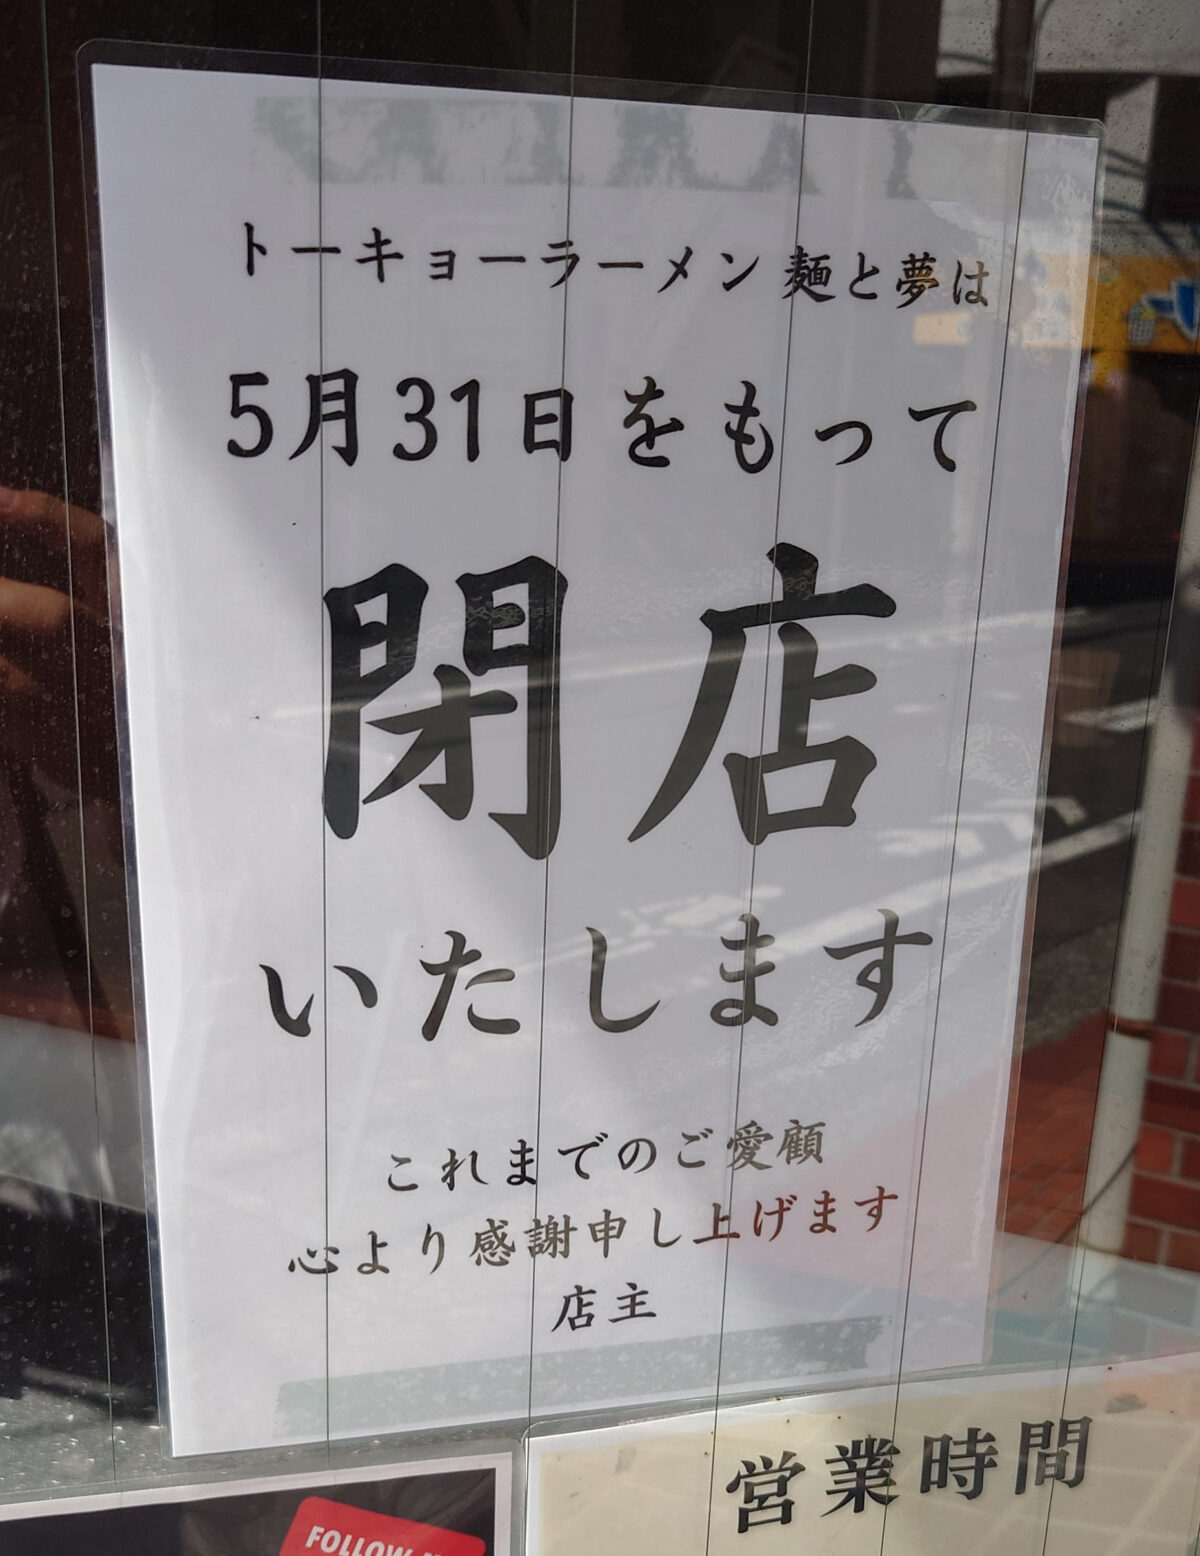 トーキョーラーメン麺と夢は
5月31日をもって
閉店
いたします
これまでのご愛顧
心より感謝申し上げます
店主
営業時間
FOLLOW